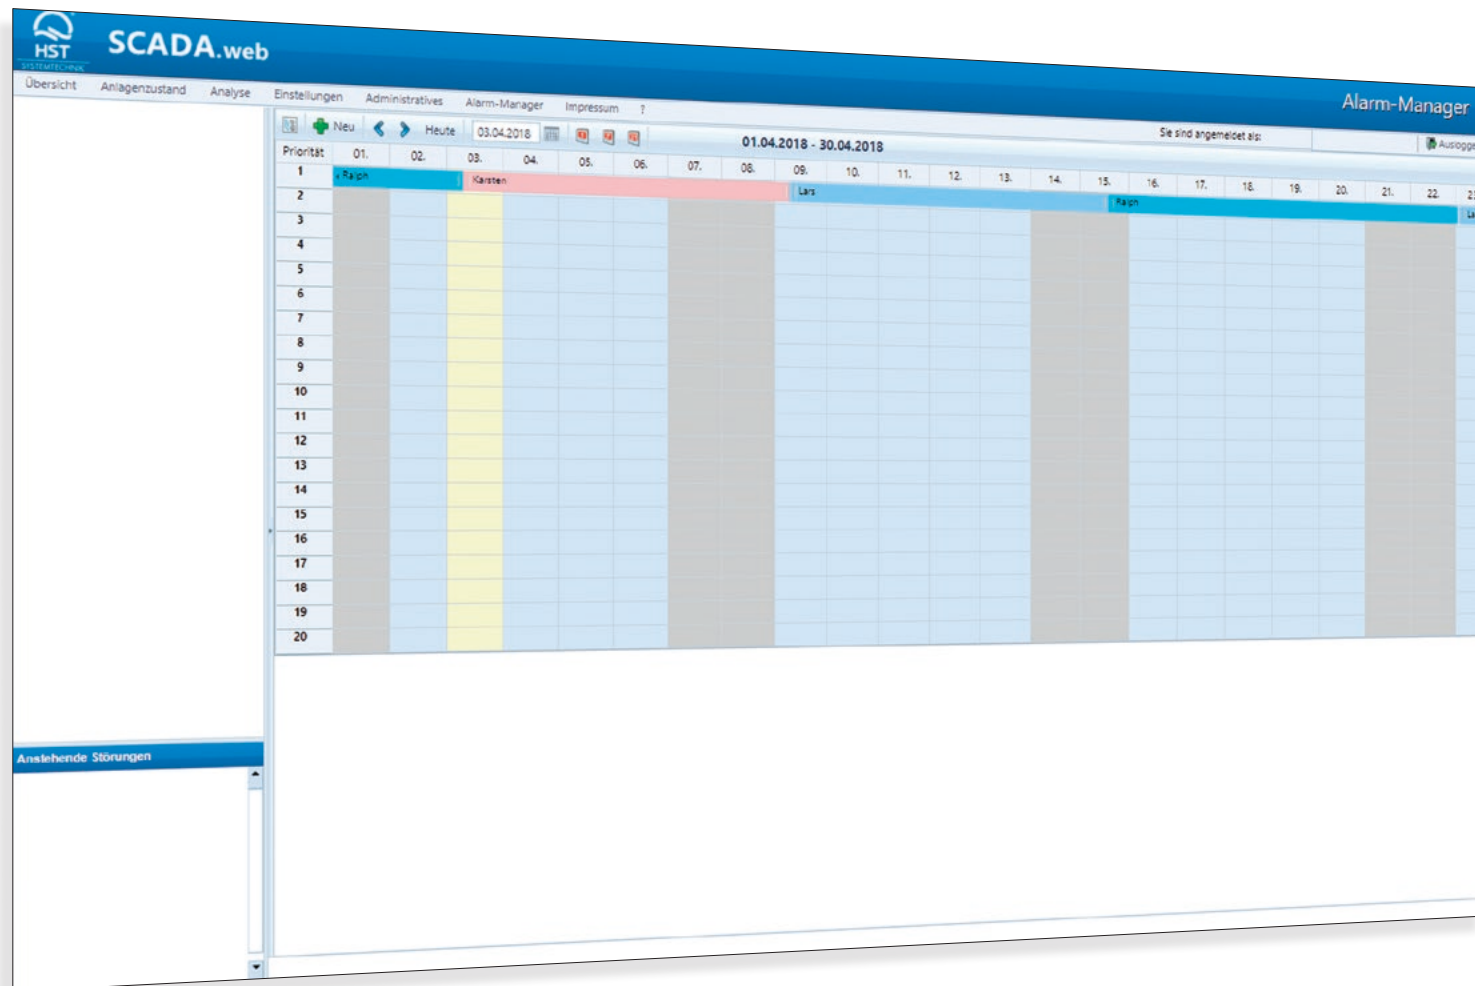 HST
SYSTEMTECHNIK
SCADA.web
Alarm-Manager
Übersicht Anlagenzustand Analyse Einstellungen Administratives Alarm-Manager Impressum ?
Neu Heute 03.04.2018 01.04.2018 - 30.04.2018 Sie sind angemeldet als: Auslogge
Priorität 01. 02. 03. 04. 05. 06. 07. 08. 09. 10. 11. 12. 13. 14. 15. 16. 17. 18. 19. 20. 21. 22. 23
1 Ralph Karsten Lars Ralph La
2
3
4
5
6
7
8
9
10
11
12
13
14
15
16
17
18
19
20
Anstehende Störungen